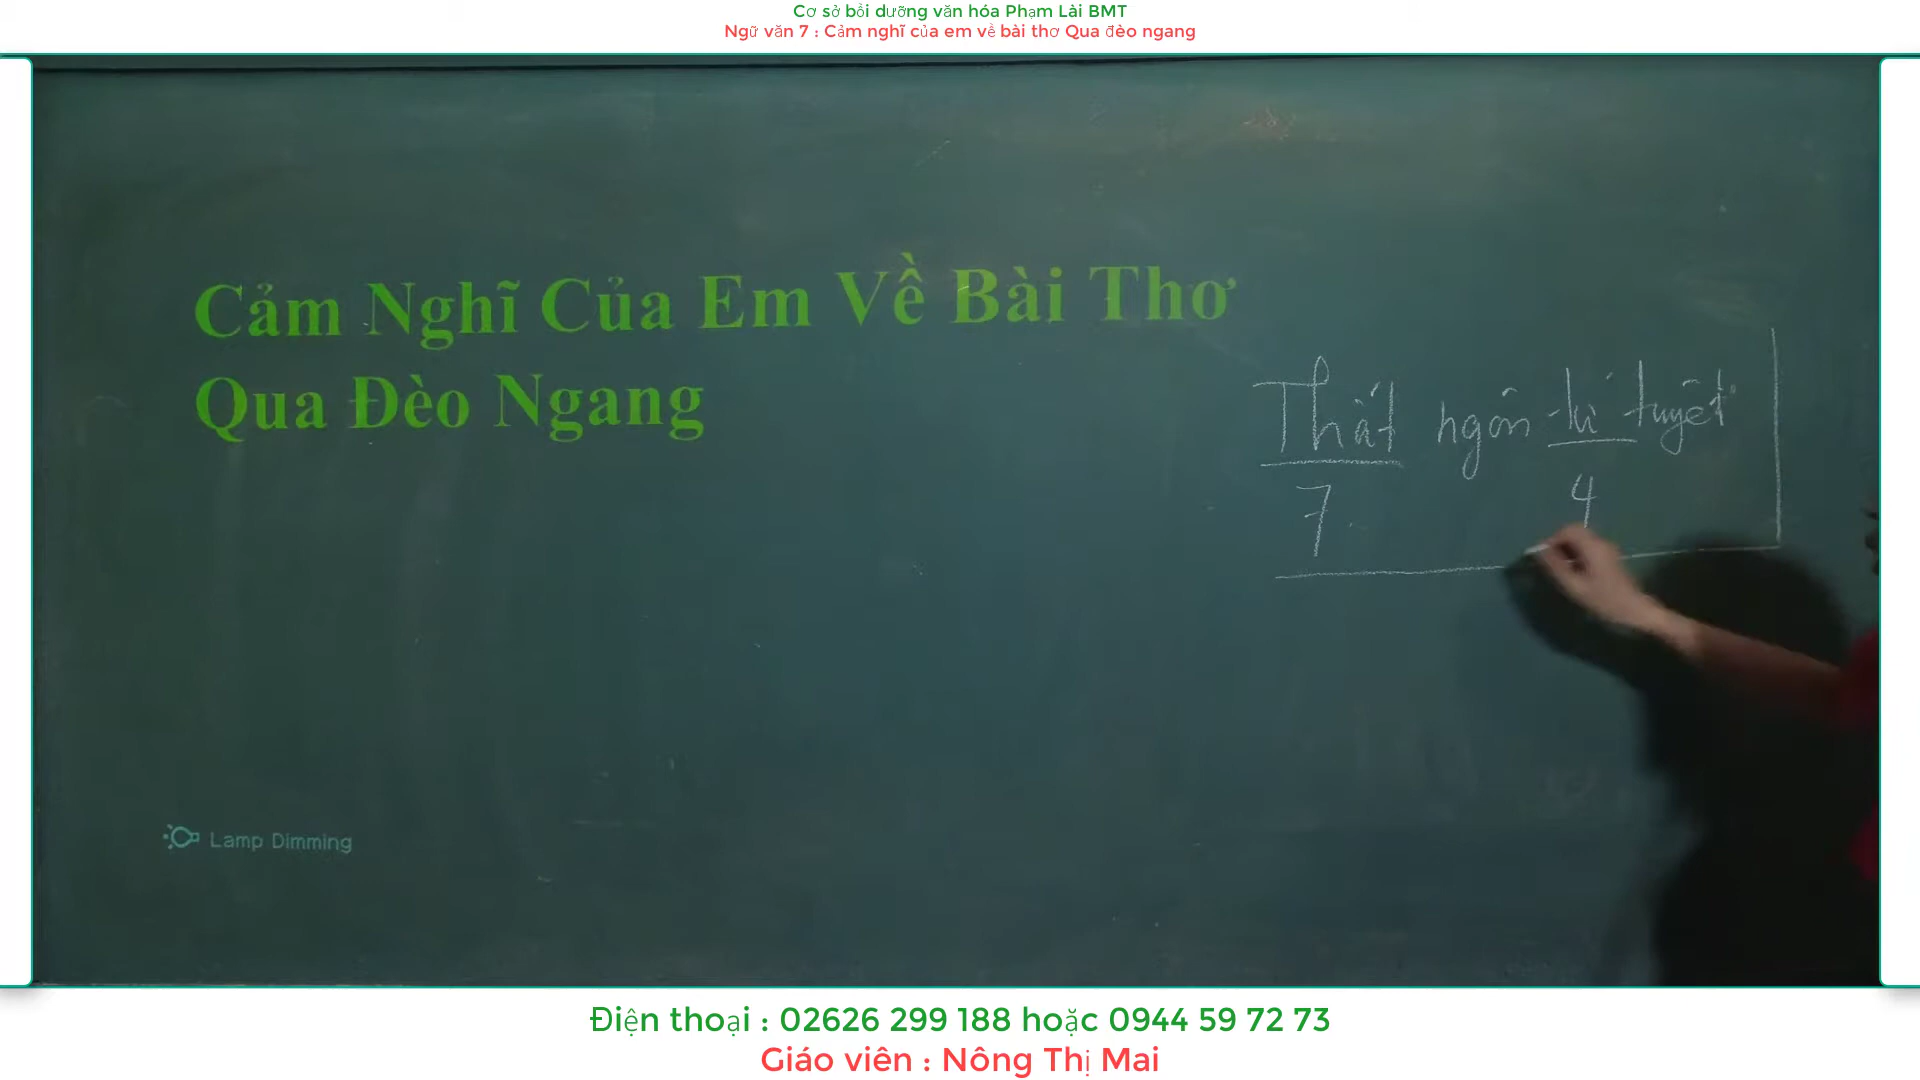 Cơ sở bồi dưỡng văn hóa Phạm Lài BMT
Ngữ văn 7 : Cảm nghĩ của em về bài thơ Qua đèo ngang
Cảm Nghĩ Của Em Về Bài Thơ
Qua Đèo Ngang
Thất ngôn tứ tuyệt
7 4
Lamp Dimming
Điện thoại : 02626 299 188 hoặc 0944 59 72 73
Giáo viên : Nông Thị Mai